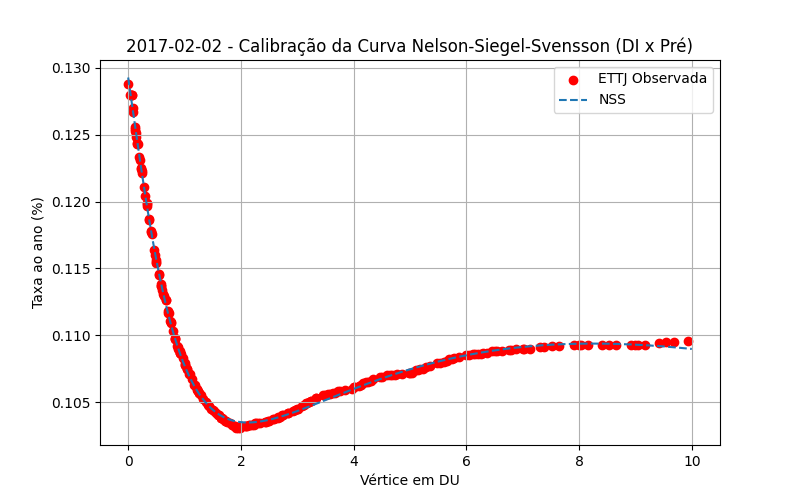 2017-02-02 - Calibração da Curva Nelson-Siegel-Svensson (DI x Pré)
0.130
0.125
0.120
0.115
0.110
0.105
Taxa ao ano (%)
ETTJ Observada
NSS
0 2 4 6 8 10
Vértice em DU